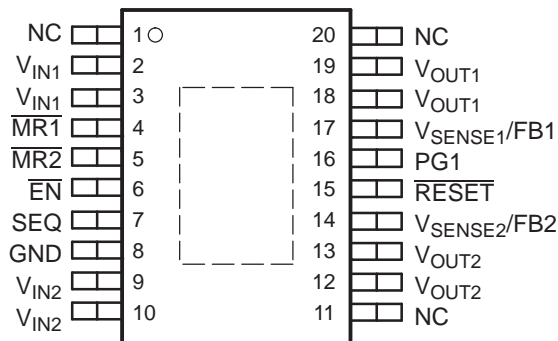 NC 1 20 NC
VIN1 2 19 VOUT1
VIN1 3 18 VOUT1
MR1 4 17 VSENSE1/FB1
MR2 5 16 PG1
EN 6 15 RESET
SEQ 7 14 VSENSE2/FB2
GND 8 13 VOUT2
VIN2 9 12 VOUT2
VIN2 10 11 NC